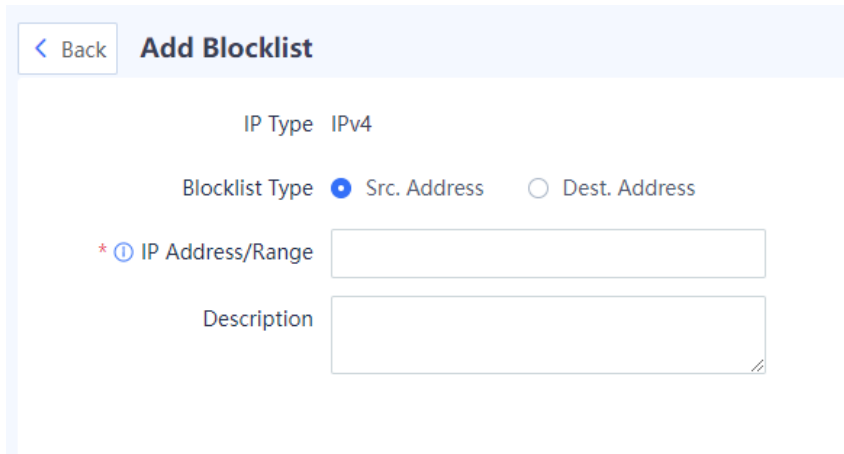 Back Add Blocklist
IP Type IPv4
Blocklist Type Src. Address Dest. Address
* IP Address/Range
Description